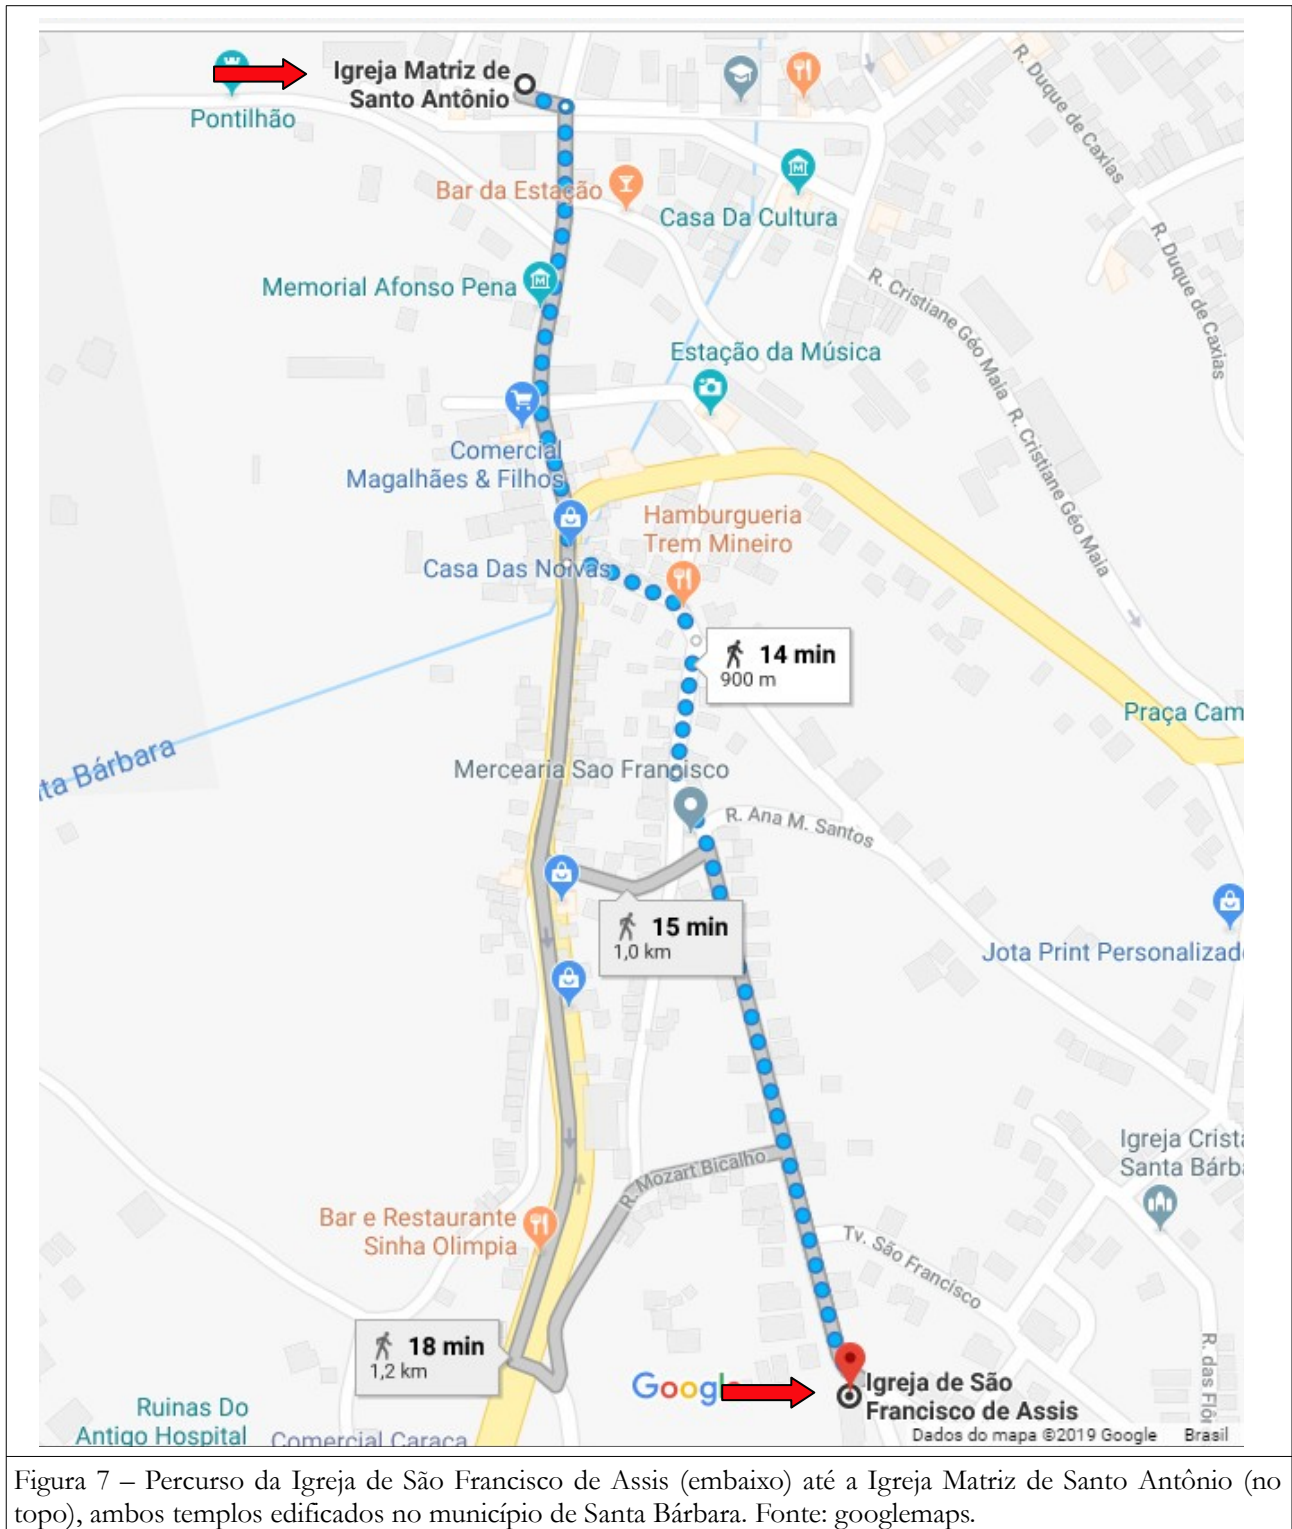 Igreja Matriz de
Santo Antônio
Pontilhão
R. Duque de Caxias
Bar da Estação
Casa Da Cultura
R. Duque de Caxias
Memorial Afonso Pena
R. Cristiane Géo Maia
Estação da Música
Comercial
Magalhães & Filhos
R. Cristiane Géo Maia
Hamburgueria
Trem Mineiro
Casa Das Noivas
14 min
900 m
Praça Cam
ta Bárbara
Mercearia Sao Francisco
R. Ana M. Santos
15 min
1,0 km
Jota Print Personalizad
Igreja Crist
Santa Bárb
R. Mozart Bicalho
Bar e Restaurante
Sinha Olimpia
Tv. São Francisco
18 min
1,2 km
R. das Flô
Googl
Igreja de São
Francisco de Assis
Ruinas Do
Antigo Hospital
Comercial Caraca
Dados do mapa ©2019 Google Brasil
Figura 7 – Percurso da Igreja de São Francisco de Assis (embaixo) até a Igreja Matriz de Santo Antônio (no
topo), ambos templos edificados no município de Santa Bárbara. Fonte: googlemaps.